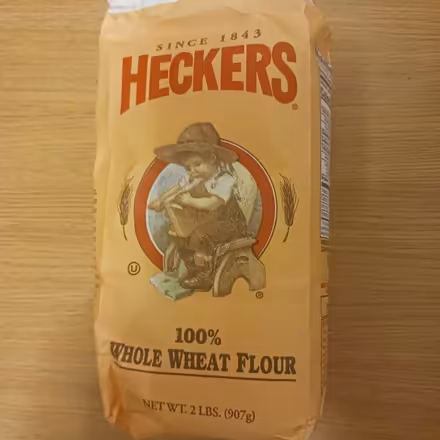 SINCE 1843
HECKERS
®
U
®
100%
WHOLE WHEAT FLOUR
NET WT. 2 LBS. (907g)